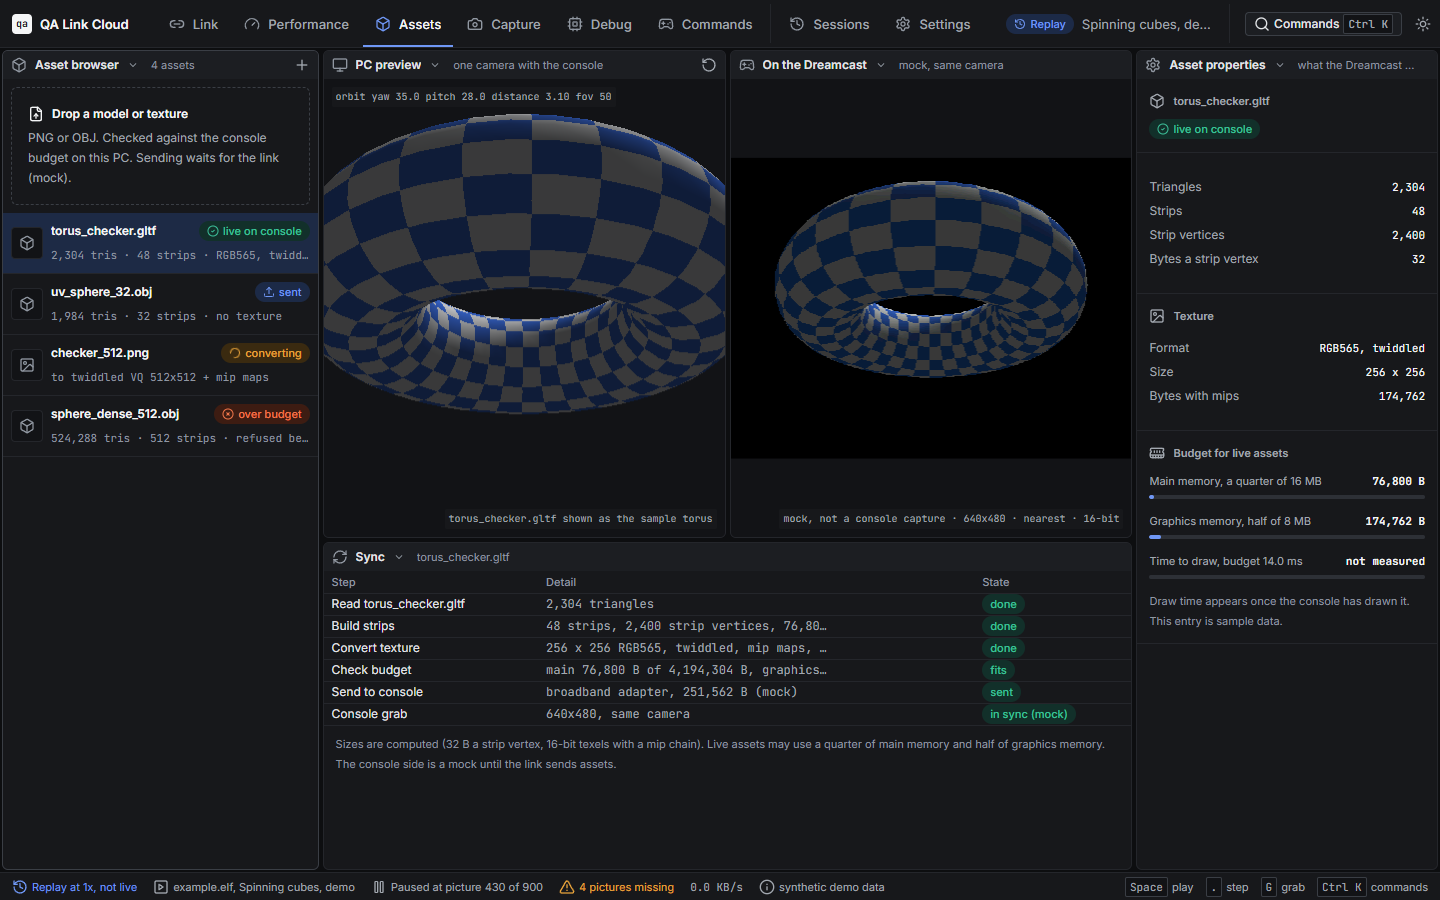 qa QA Link Cloud Link Performance Assets Capture Debug Commands Sessions Settings Replay Spinning cubes, de... Commands Ctrl K
Asset browser 4 assets
Drop a model or texture
PNG or OBJ. Checked against the console
budget on this PC. Sending waits for the link
(mock).
torus_checker.gltf live on console
2,304 tris · 48 strips · RGB565, twidd…
uv_sphere_32.obj sent
1,984 tris · 32 strips · no texture
checker_512.png converting
to twiddled VQ 512x512 + mip maps
sphere_dense_512.obj over budget
524,288 tris · 512 strips · refused be…
PC preview one camera with the console
orbit yaw 35.0 pitch 28.0 distance 3.10 fov 50
torus_checker.gltf shown as the sample torus
On the Dreamcast mock, same camera
mock, not a console capture · 640x480 · nearest · 16-bit
Sync torus_checker.gltf
Step Detail State
Read torus_checker.gltf 2,304 triangles done
Build strips 48 strips, 2,400 strip vertices, 76,80… done
Convert texture 256 x 256 RGB565, twiddled, mip maps, … done
Check budget main 76,800 B of 4,194,304 B, graphics… fits
Send to console broadband adapter, 251,562 B (mock) sent
Console grab 640x480, same camera in sync (mock)
Sizes are computed (32 B a strip vertex, 16-bit texels with a mip chain). Live assets may use a quarter of main memory and half of graphics memory.
The console side is a mock until the link sends assets.
Asset properties what the Dreamcast ...
torus_checker.gltf
live on console
Triangles 2,304
Strips 48
Strip vertices 2,400
Bytes a strip vertex 32
Texture
Format RGB565, twiddled
Size 256 x 256
Bytes with mips 174,762
Budget for live assets
Main memory, a quarter of 16 MB 76,800 B
Graphics memory, half of 8 MB 174,762 B
Time to draw, budget 14.0 ms not measured
Draw time appears once the console has drawn it.
This entry is sample data.
Replay at 1x, not live example.elf, Spinning cubes, demo Paused at picture 430 of 900 4 pictures missing 0.0 KB/s synthetic demo data Space play . step G grab Ctrl K commands